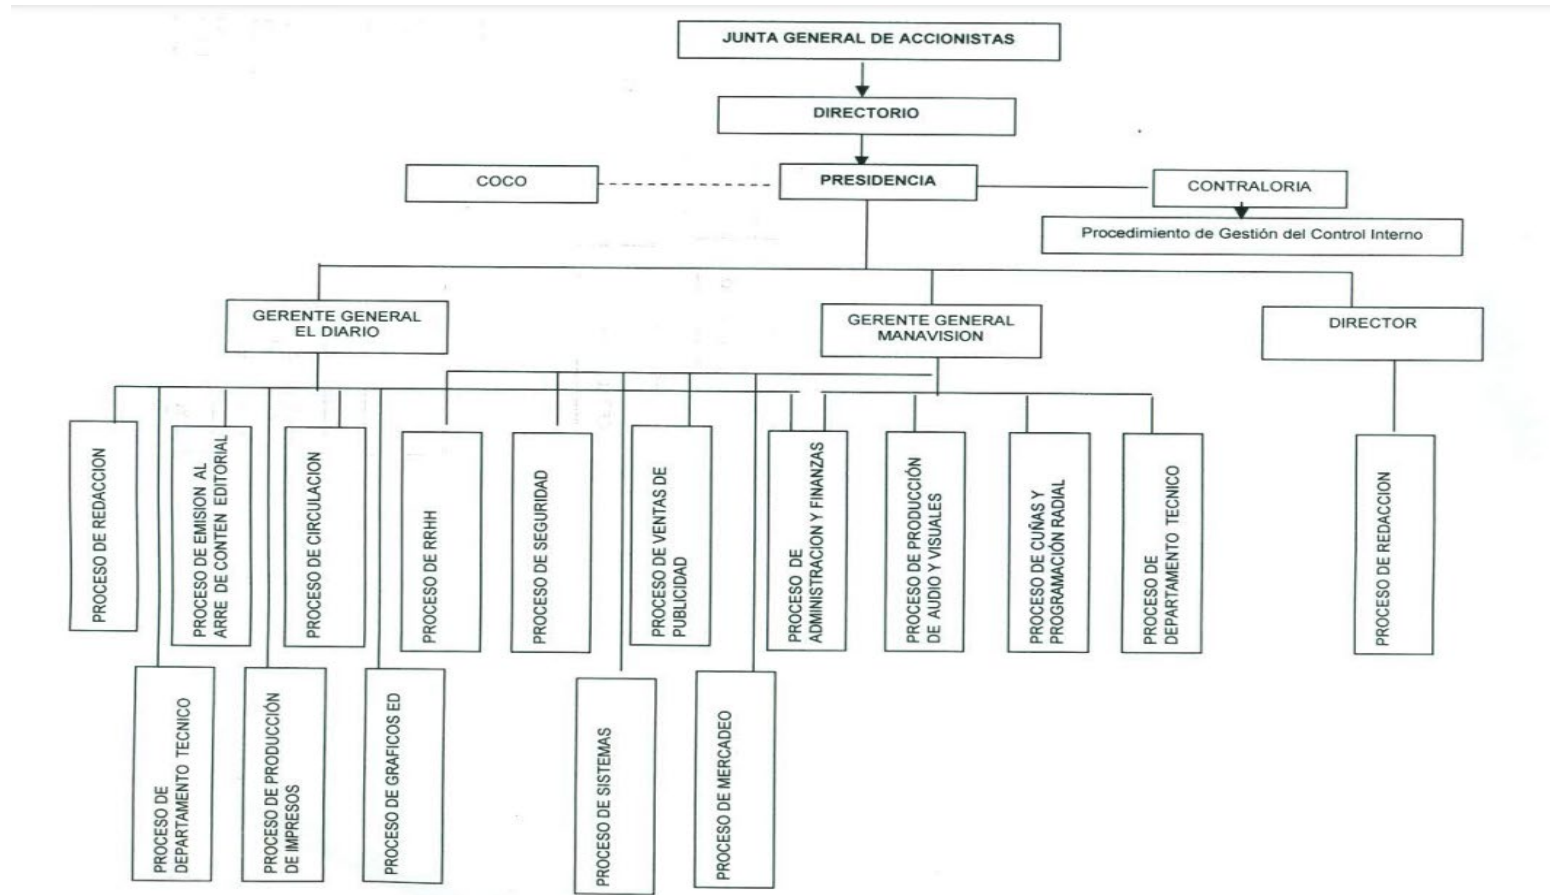 JUNTA GENERAL DE ACCIONISTAS
DIRECTORIO
COCO
PRESIDENCIA
CONTRALORIA
Procedimiento de Gestión del Control Interno
GERENTE GENERAL
EL DIARIO
GERENTE GENERAL
MANAVISION
DIRECTOR
PROCESO DE REDACCION
PROCESO DE EMISION AL
ARRE DE CONTEN EDITORIAL
PROCESO DE CIRCULACION
PROCESO DE RRHH
PROCESO DE SEGURIDAD
PROCESO DE VENTAS DE
PUBLICIDAD
PROCESO DE
ADMINISTRACION Y FINANZAS
PROCESO DE PRODUCCIÓN
DE AUDIO Y VISUALES
PROCESO DE CUÑAS Y
PROGRAMACIÓN RADIAL
PROCESO DE
DEPARTAMENTO TECNICO
PROCESO DE REDACCION
PROCESO DE
DEPARTAMENTO TECNICO
PROCESO DE PRODUCCIÓN
DE IMPRESOS
PROCESO DE GRAFICOS ED
PROCESO DE SISTEMAS
PROCESO DE MERCADEO